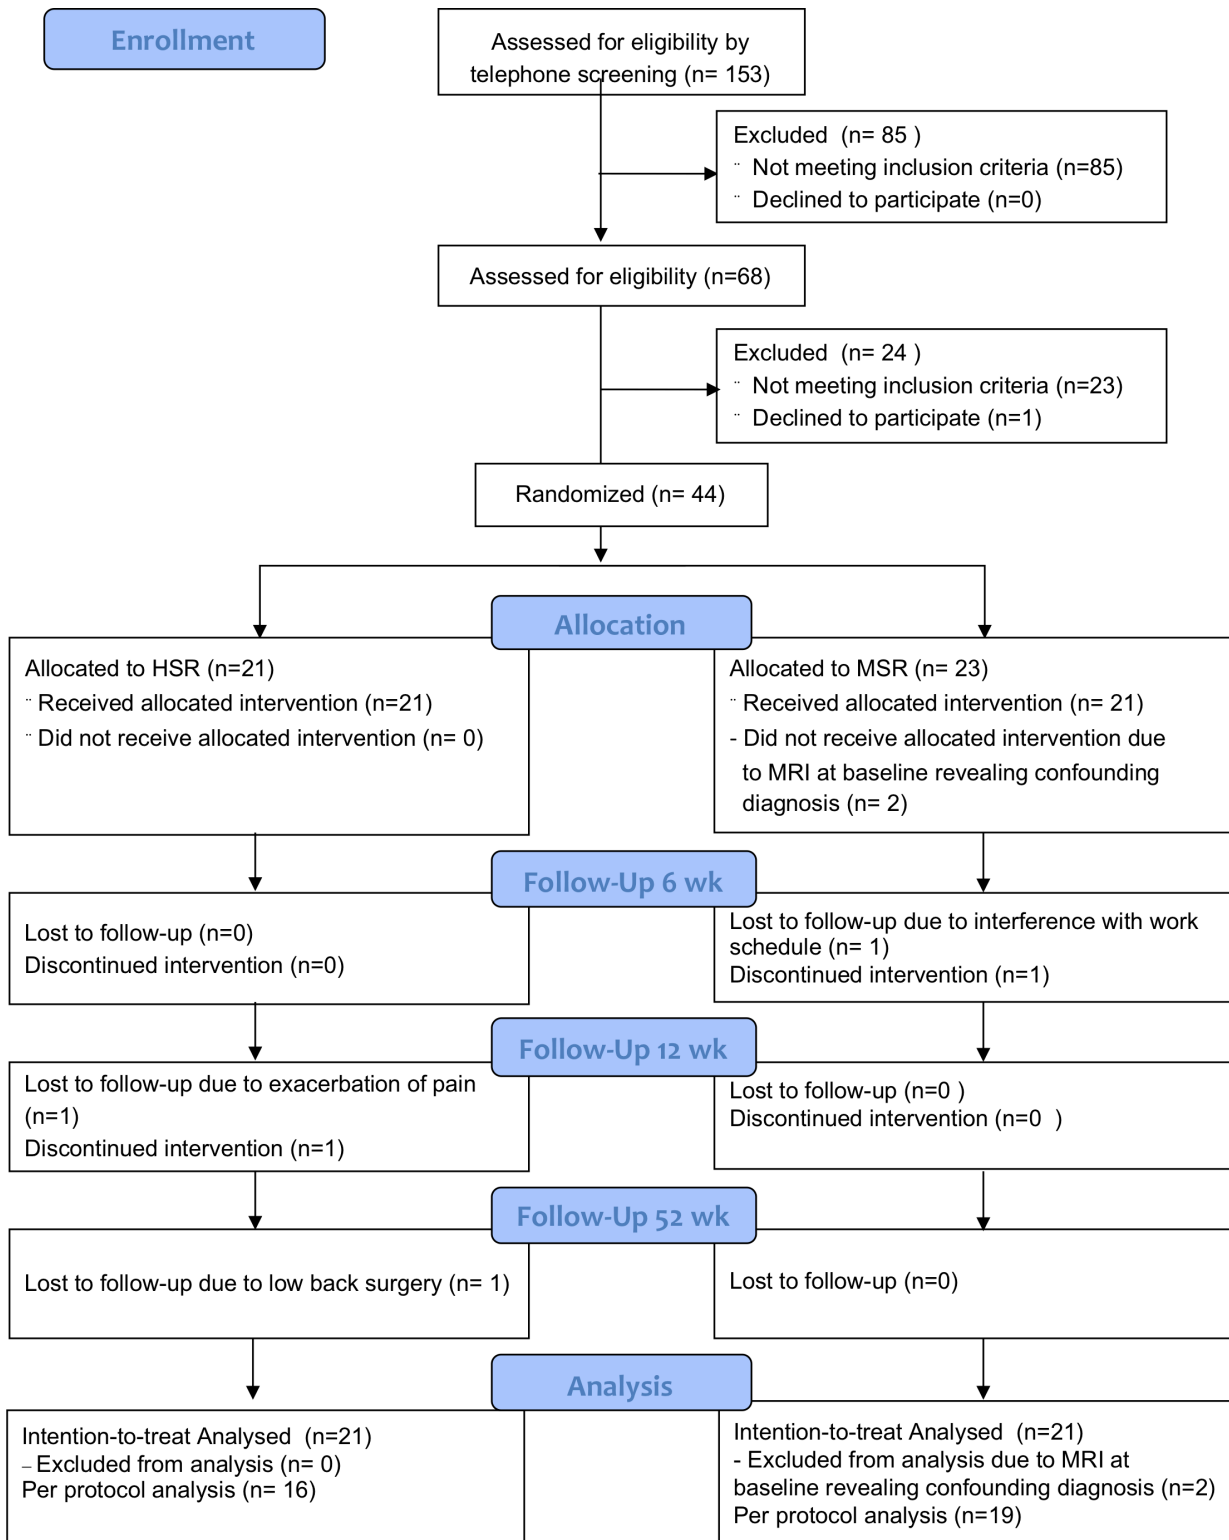 Enrollment
Assessed for eligibility by
telephone screening (n= 153)
Excluded  (n= 85 )
¨ Not meeting inclusion criteria (n=85)
¨ Declined to participate (n=0)
Assessed for eligibility (n=68)
Excluded  (n= 24 )
¨ Not meeting inclusion criteria (n=23)
¨ Declined to participate (n=1)
Randomized (n= 44)
Allocation
Allocated to HSR (n=21)
¨ Received allocated intervention (n=21)
¨ Did not receive allocated intervention (n= 0)
Allocated to MSR (n= 23)
¨ Received allocated intervention (n= 21)
- Did not receive allocated intervention due
to MRI at baseline revealing confounding
diagnosis (n= 2)
Follow-Up 6 wk
Lost to follow-up (n=0)
Discontinued intervention (n=0)
Lost to follow-up due to interference with work
schedule (n= 1)
Discontinued intervention (n=1)
Follow-Up 12 wk
Lost to follow-up due to exacerbation of pain
(n=1)
Discontinued intervention (n=1)
Lost to follow-up (n=0 )
Discontinued intervention (n=0  )
Follow-Up 52 wk
Lost to follow-up due to low back surgery (n= 1)
Lost to follow-up (n=0)
Analysis
Intention-to-treat Analysed  (n=21)
– Excluded from analysis (n= 0)
Per protocol analysis (n= 16)
Intention-to-treat Analysed  (n=21)
- Excluded from analysis due to MRI at
baseline revealing confounding diagnosis (n=2)
Per protocol analysis (n=19)